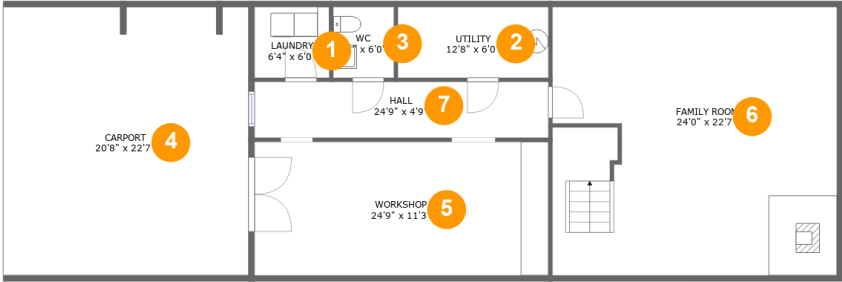 LAUNDRY
6'4" x 6'0
1
WC
x 6'0"
3
UTILITY
12'8" x 6'0
2
HALL
24'9" x 4'9
7
FAMILY ROOM
24'0" x 22'7
6
CARPORT
20'8" x 22'7
4
WORKSHOP
24'9" x 11'3
5